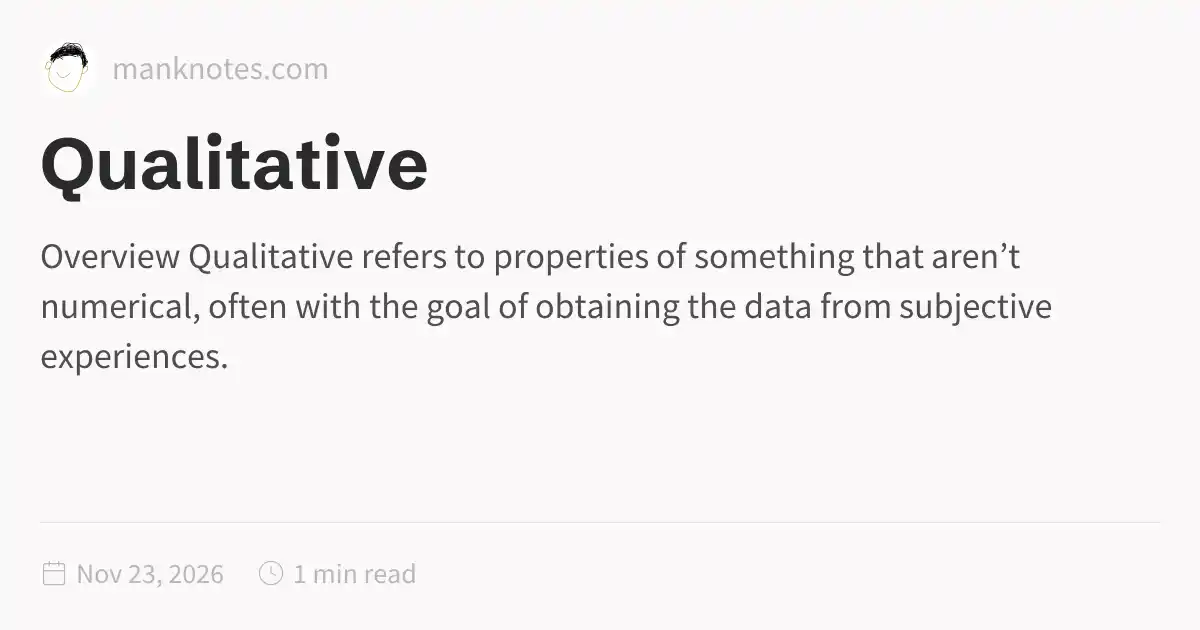 manknotes.com
Qualitative
Overview Qualitative refers to properties of something that aren’t
numerical, often with the goal of obtaining the data from subjective
experiences.
Nov 23, 2026 1 min read